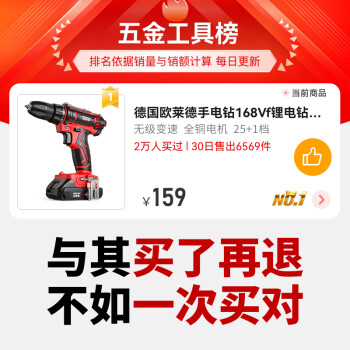 五金工具榜
排名依据销量与销额计算 每日更新
当前商品
1
德国欧莱德手电钻168Vf锂电钻...
无级变速 全铜电机 25+1档
2万人买过 | 30日售出6569件
¥159
NO.1
与其买了再退
不如一次买对